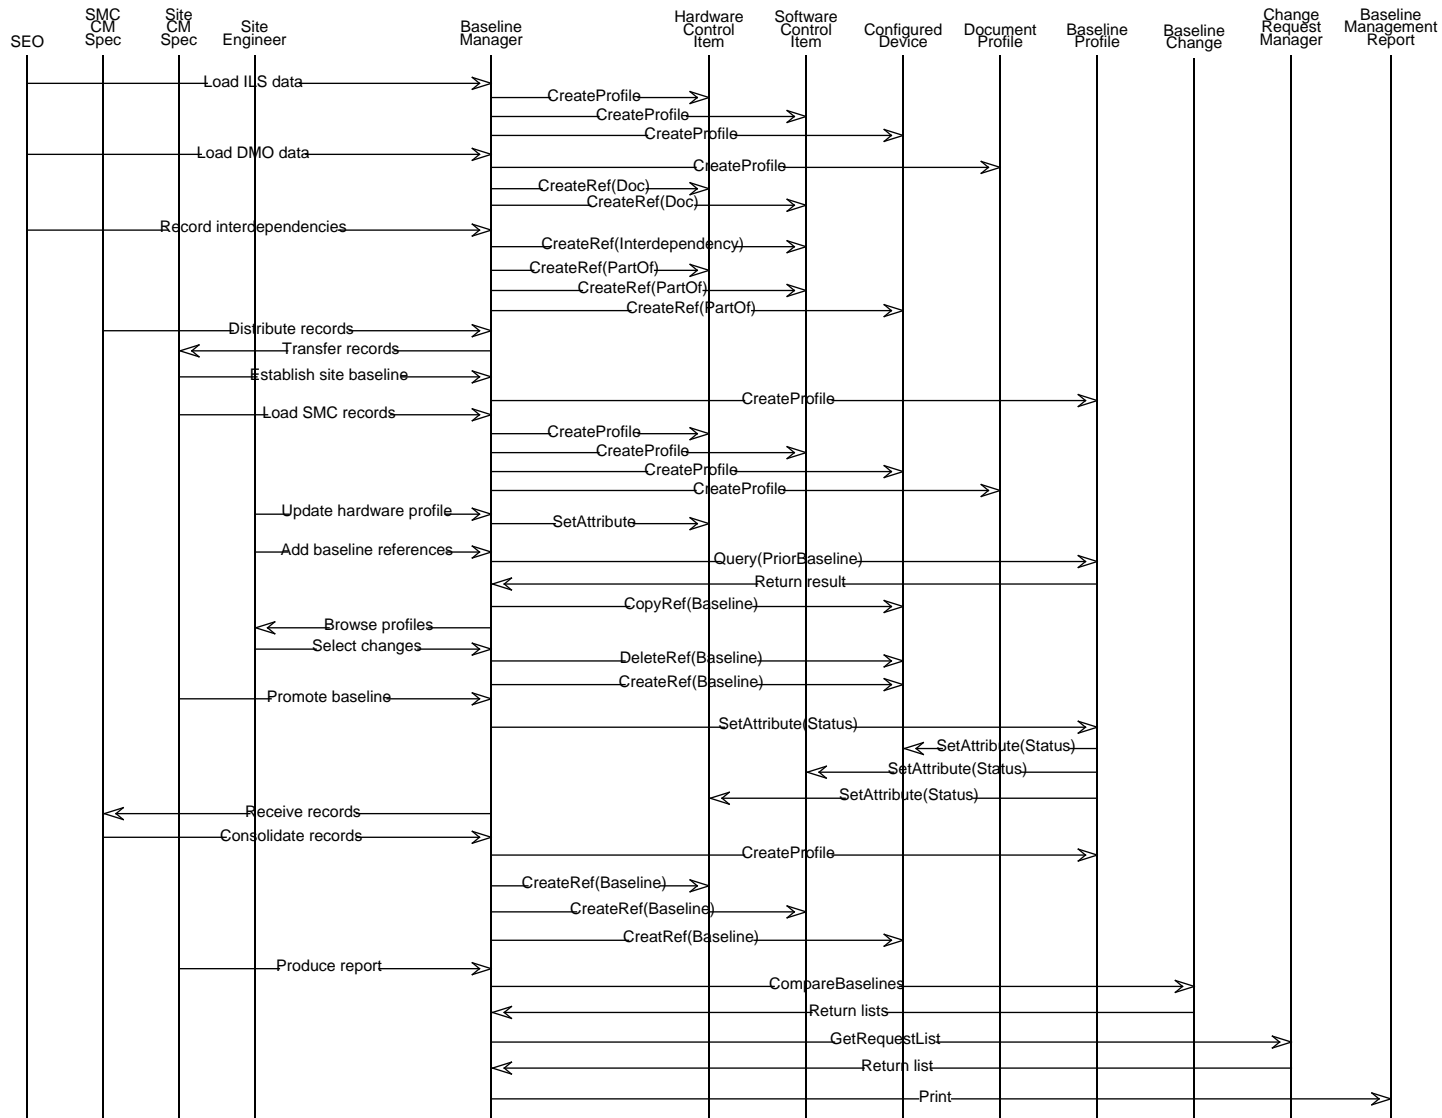 SEO
SMC
CM
Spec
Site
CM
Spec
Site
Engineer
Baseline
Manager
Hardware
Control
Item
Software
Control
Item
Configured
Device
Document
Profile
Baseline
Profile
Baseline
Change
Change
Request
Manager
Baseline
Management
Report
Load ILS data
CreateProfile
CreateProfile
CreateProfile
Load DMO data
CreateProfile
CreateRef(Doc)
CreateRef(Doc)
Record interdependencies
CreateRef(Interdependency)
CreateRef(PartOf)
CreateRef(PartOf)
CreateRef(PartOf)
Distribute records
Transfer records
Establish site baseline
CreateProfile
Load SMC records
CreateProfile
CreateProfile
CreateProfile
CreateProfile
Update hardware profile
SetAttribute
Add baseline references
Query(PriorBaseline)
Return result
CopyRef(Baseline)
Browse profiles
Select changes
DeleteRef(Baseline)
CreateRef(Baseline)
Promote baseline
SetAttribute(Status)
SetAttribute(Status)
SetAttribute(Status)
SetAttribute(Status)
Receive records
Consolidate records
CreateProfile
CreateRef(Baseline)
CreateRef(Baseline)
CreatRef(Baseline)
Produce report
CompareBaselines
Return lists
GetRequestList
Return list
Print